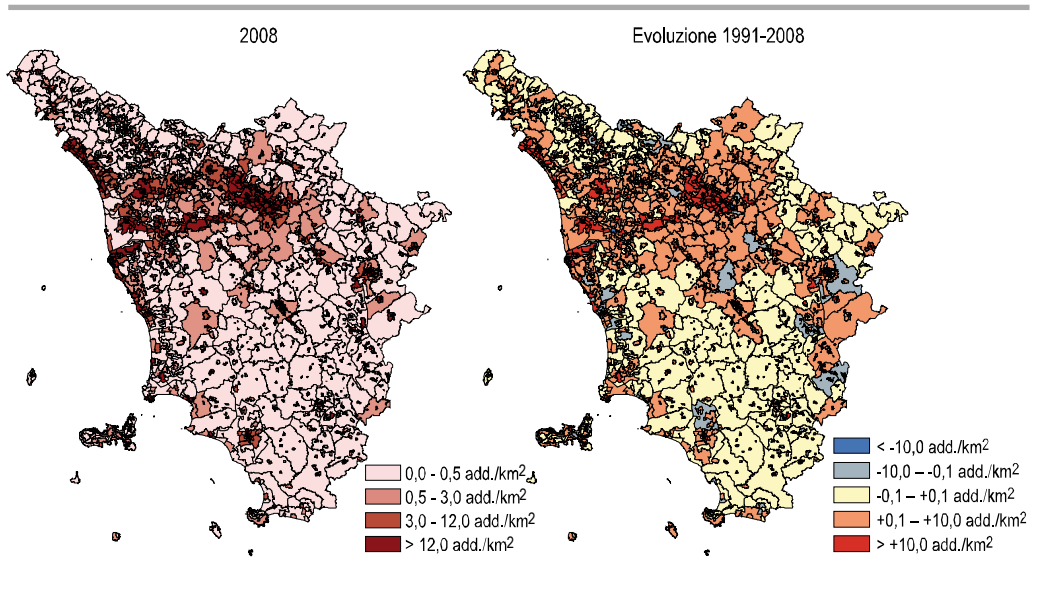 2008
Evoluzione 1991-2008
0,0 - 0,5 add./km2
0,5 - 3,0 add./km2
3,0 - 12,0 add./km2
> 12,0 add./km2
< -10,0 add./km2
-10,0 – -0,1 add./km2
-0,1 – +0,1 add./km2
+0,1 – +10,0 add./km2
> +10,0 add./km2